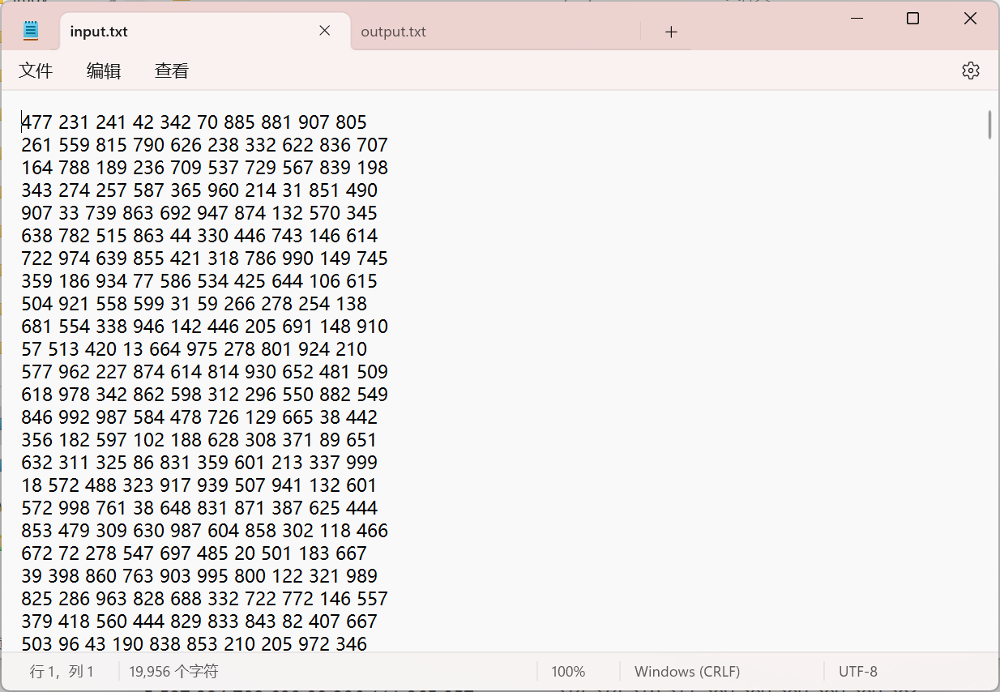 input.txt
output.txt
文件 编辑 查看
477 231 241 42 342 70 885 881 907 805
261 559 815 790 626 238 332 622 836 707
164 788 189 236 709 537 729 567 839 198
343 274 257 587 365 960 214 31 851 490
907 33 739 863 692 947 874 132 570 345
638 782 515 863 44 330 446 743 146 614
722 974 639 855 421 318 786 990 149 745
359 186 934 77 586 534 425 644 106 615
504 921 558 599 31 59 266 278 254 138
681 554 338 946 142 446 205 691 148 910
57 513 420 13 664 975 278 801 924 210
577 962 227 874 614 814 930 652 481 509
618 978 342 862 598 312 296 550 882 549
846 992 987 584 478 726 129 665 38 442
356 182 597 102 188 628 308 371 89 651
632 311 325 86 831 359 601 213 337 999
18 572 488 323 917 939 507 941 132 601
572 998 761 38 648 831 871 387 625 444
853 479 309 630 987 604 858 302 118 466
672 72 278 547 697 485 20 501 183 667
39 398 860 763 903 995 800 122 321 989
825 286 963 828 688 332 722 772 146 557
379 418 560 444 829 833 843 82 407 667
503 96 43 190 838 853 210 205 972 346
行 1，列 1 19,956 个字符 100% Windows (CRLF) UTF-8